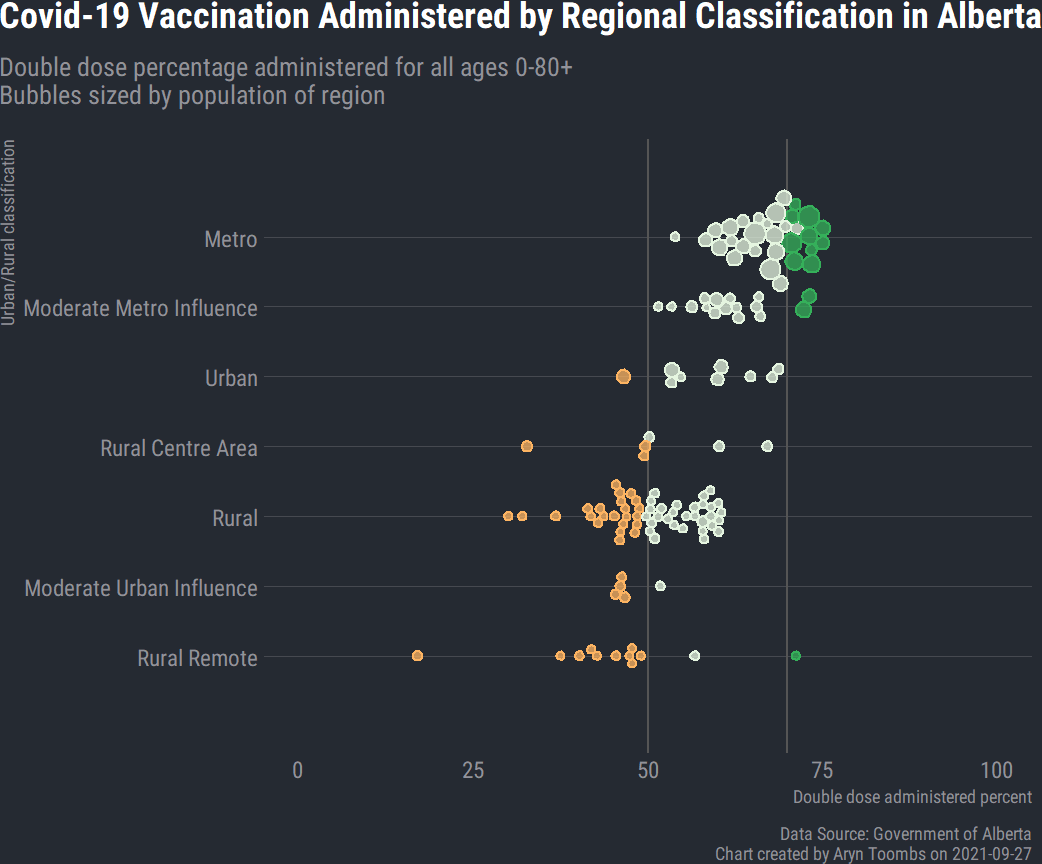 Covid-19 Vaccination Administered by Regional Classification in Alberta
Double dose percentage administered for all ages 0-80+
Bubbles sized by population of region
Urban/Rural classification
Metro
Moderate Metro Influence
Urban
Rural Centre Area
Rural
Moderate Urban Influence
Rural Remote
0 25 50 75 100
Double dose administered percent
Data Source: Government of Alberta
Chart created by Aryn Toombs on 2021-09-27